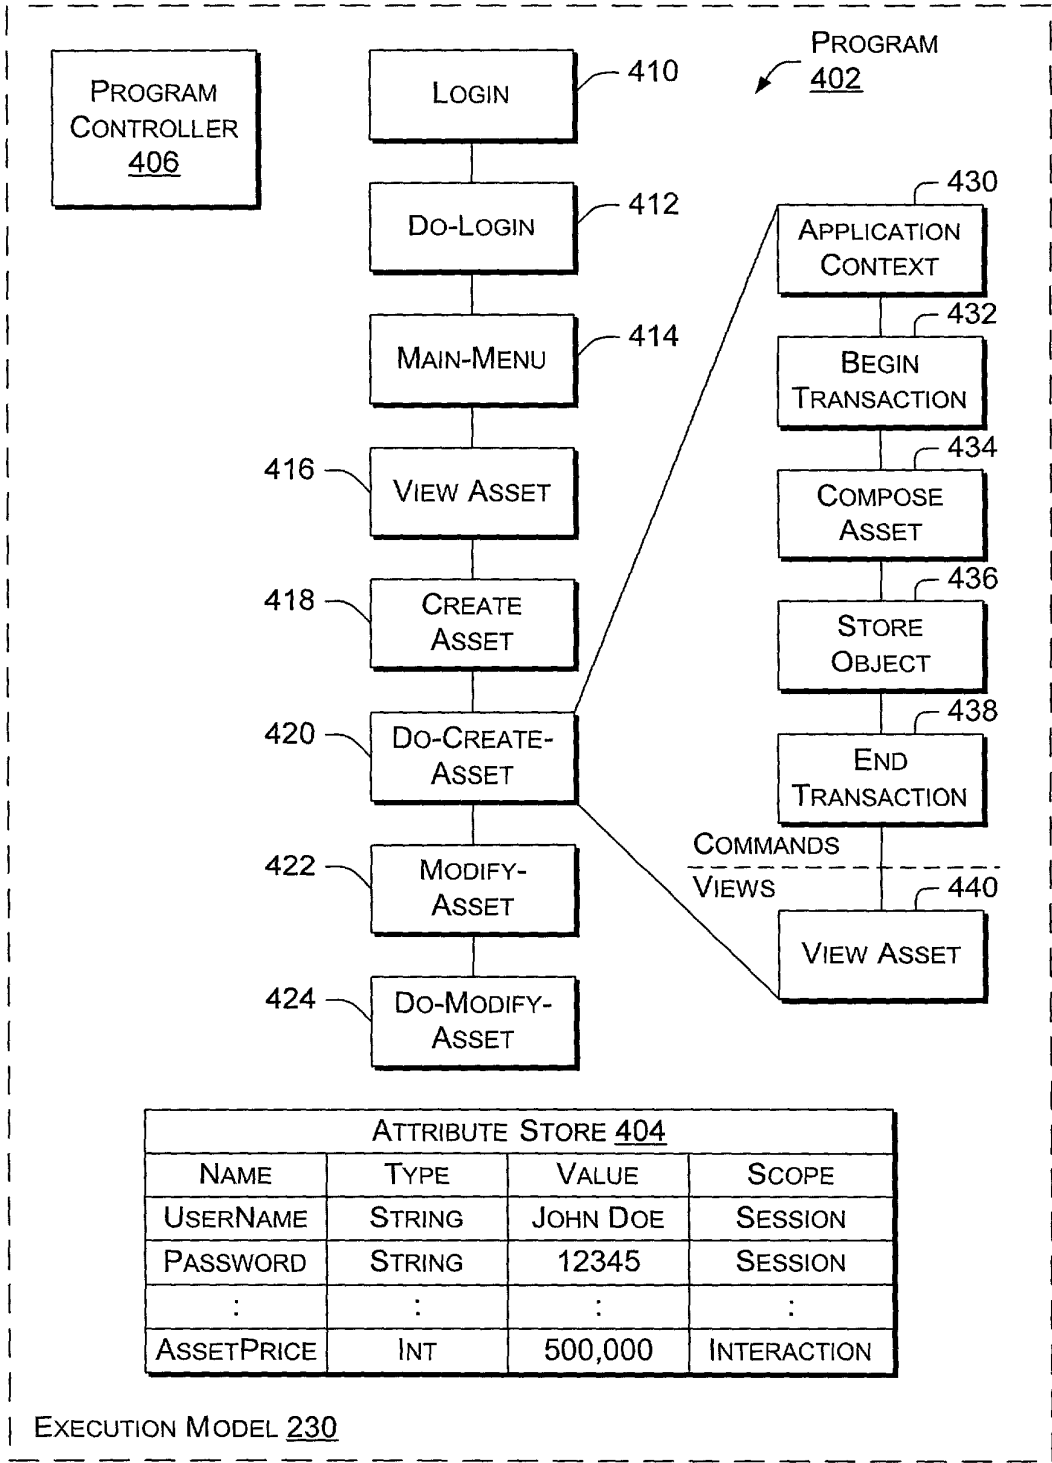 PROGRAM
CONTROLLER
406
PROGRAM
402
LOGIN
410
DO-LOGIN
412
MAIN-MENU
414
416
VIEW ASSET
418
CREATE
ASSET
420
DO-CREATE-
ASSET
422
MODIFY-
ASSET
424
DO-MODIFY-
ASSET
430
APPLICATION
CONTEXT
432
BEGIN
TRANSACTION
434
COMPOSE
ASSET
436
STORE
OBJECT
438
END
TRANSACTION
COMMANDS
VIEWS
440
VIEW ASSET
ATTRIBUTE STORE 404
NAME TYPE VALUE SCOPE
USERNAME STRING JOHN DOE SESSION
PASSWORD STRING 12345 SESSION
: : : :
ASSETPRICE INT 500,000 INTERACTION
EXECUTION MODEL 230